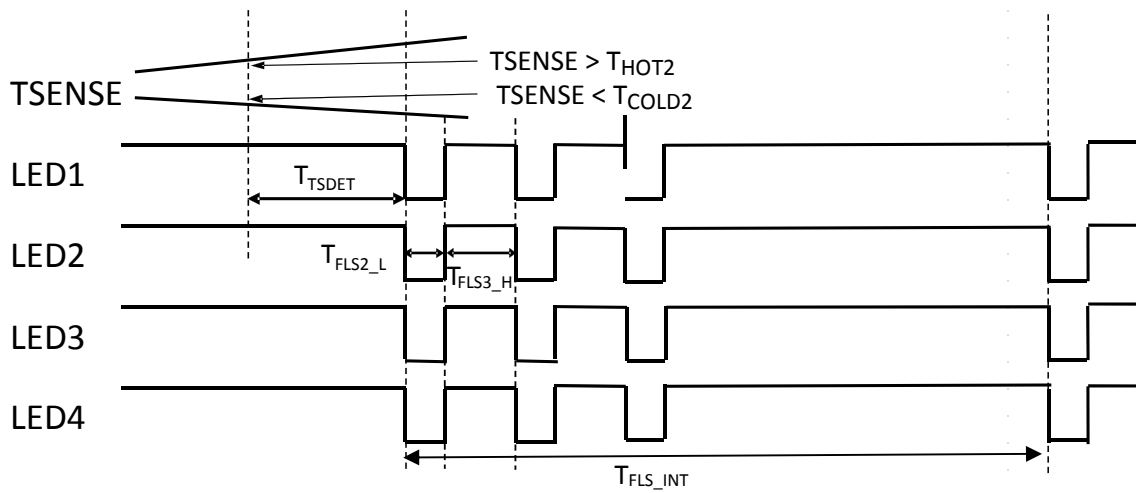 TSENSE > THOT2
TSENSE
TSENSE < TCOLD2
LED1
TTSDET
LED2
TFLS2_L
TFLS3_H
LED3
LED4
TFLS_INT